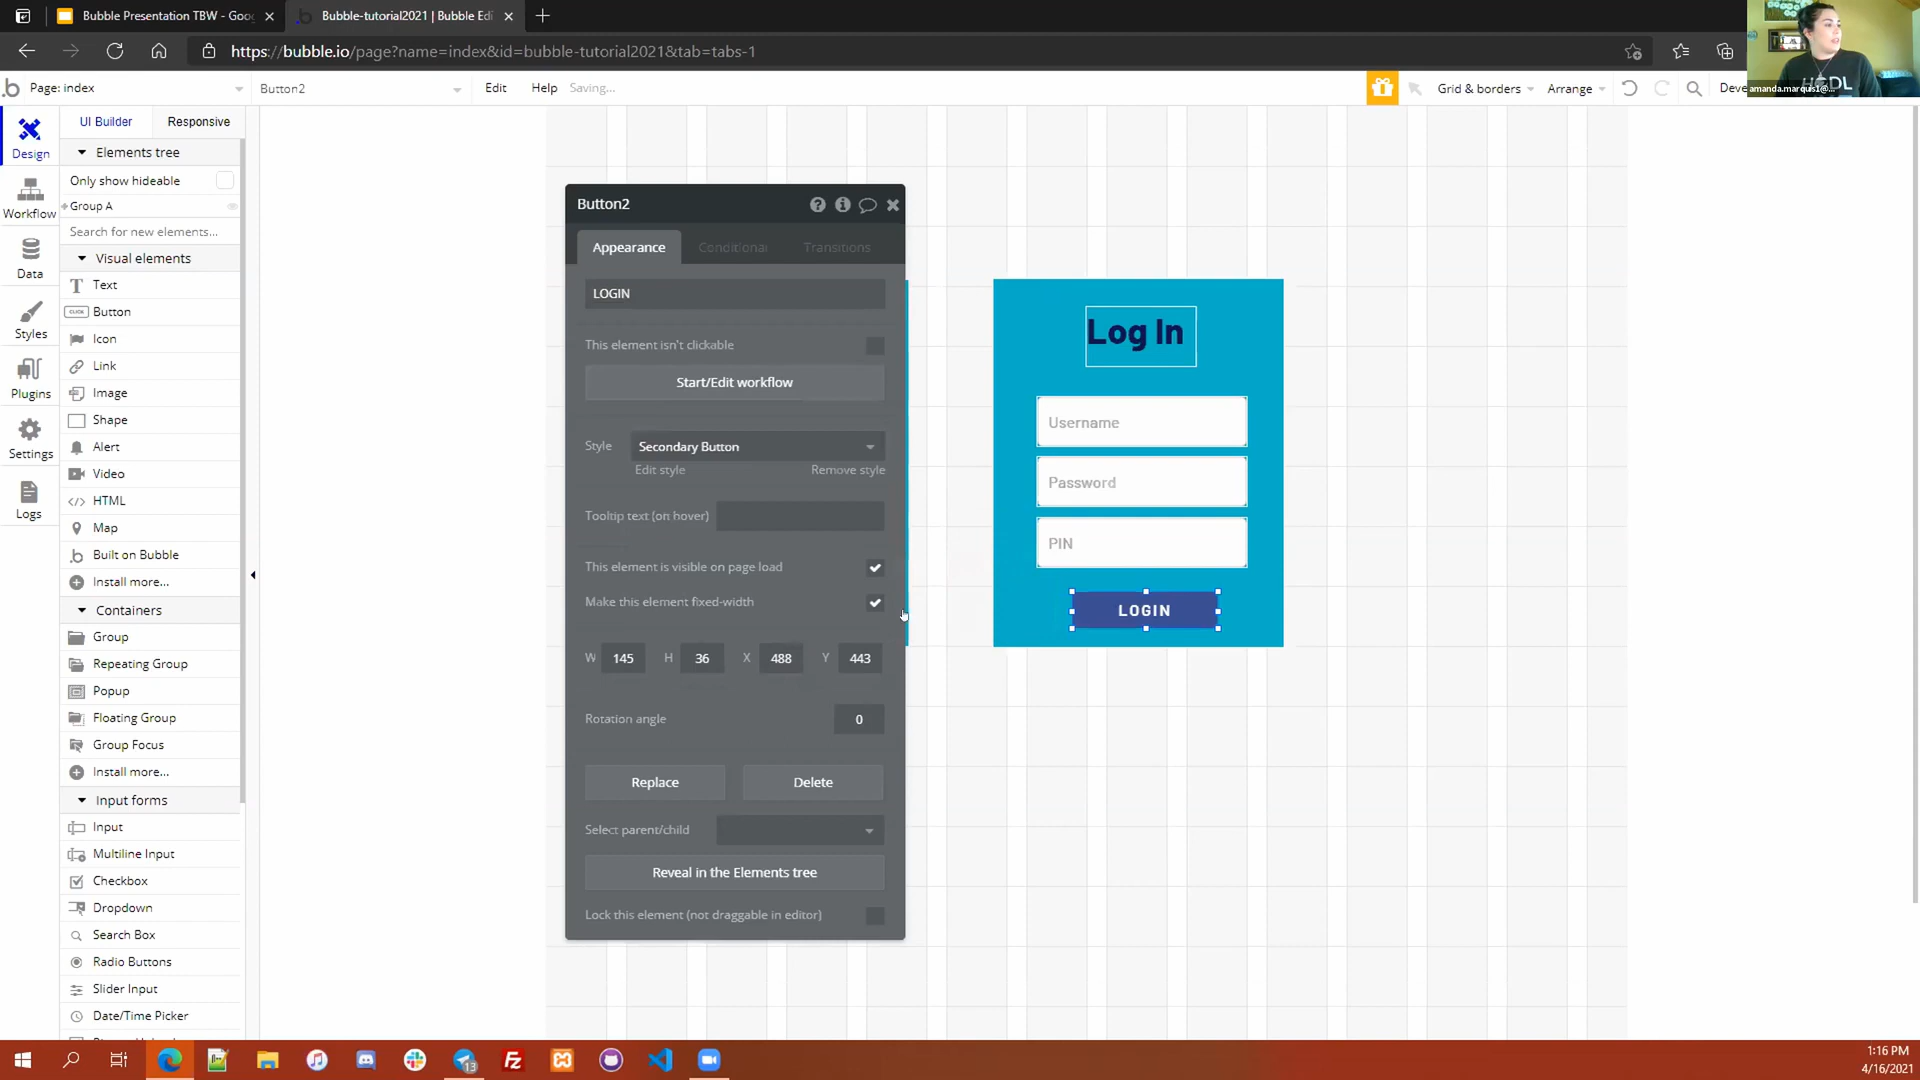 Bubble Presentation TBW - Goo
Bubble-tutorial2021 | Bubble Edi
https://bubble.io/page?name=index&id=bubble-tutorial2021&tab=tabs-1
amanda.marquis1@...
Page: index
Button2
Edit
Help
Saving...
Grid & borders
Arrange
Deve
Design
Workflow
Data
Styles
Plugins
Settings
Logs
UI Builder
Responsive
Elements tree
Only show hideable
Group A
Search for new elements...
Visual elements
Text
CLICK
Button
Icon
Link
Image
Shape
Alert
Video
HTML
Map
Built on Bubble
Install more...
Containers
Group
Repeating Group
Popup
Floating Group
Group Focus
Install more...
Input forms
Input
Multiline Input
Checkbox
Dropdown
Search Box
Radio Buttons
Slider Input
Date/Time Picker
Button2
Appearance
Conditional
Transitions
LOGIN
This element isn't clickable
Start/Edit workflow
Style
Secondary Button
Edit style
Remove style
Tooltip text (on hover)
This element is visible on page load
Make this element fixed-width
W 145 H 36 X 488 Y 443
Rotation angle
0
Replace
Delete
Select parent/child
Reveal in the Elements tree
Lock this element (not draggable in editor)
Log In
Username
Password
PIN
LOGIN
13
1:16 PM
4/16/2021